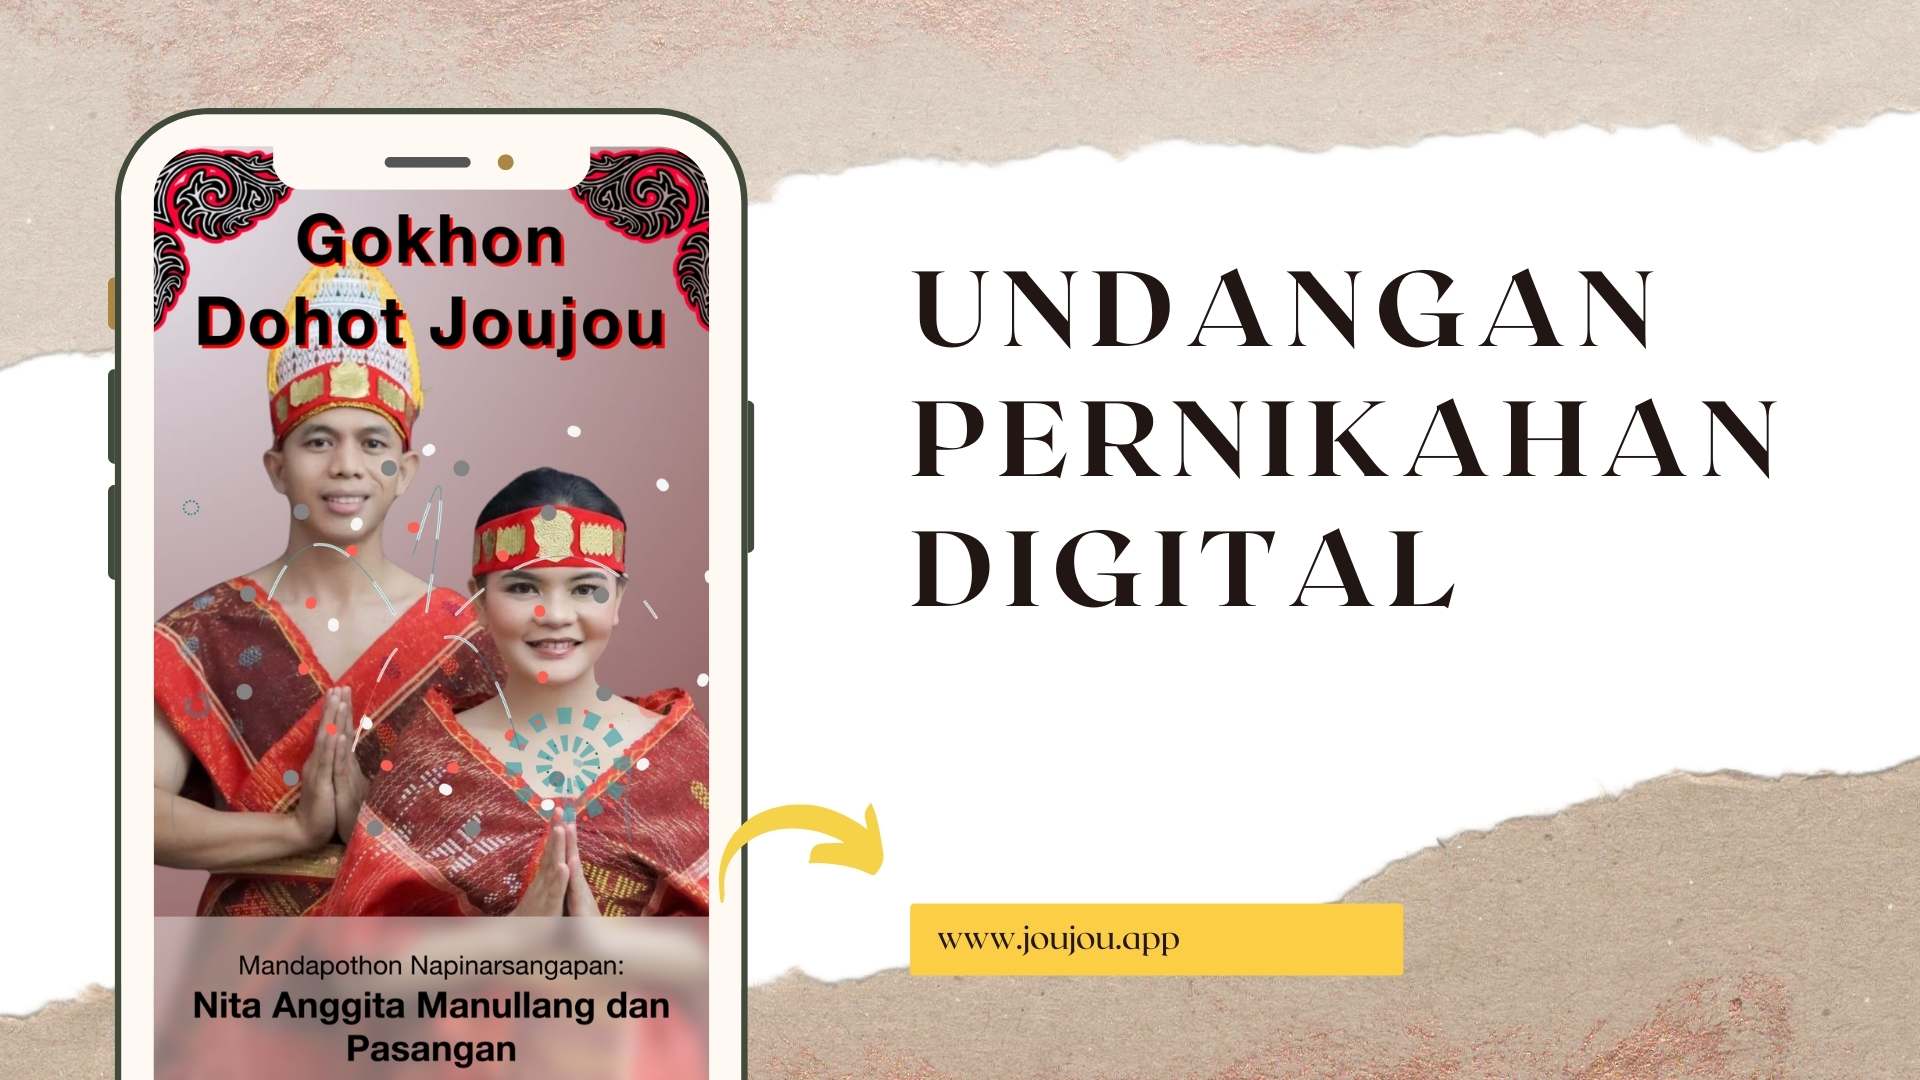 Gokhon
Dohot Joujou
Mandapothon Napinarsangapan:
Nita Anggita Manullang dan
Pasangan
UNDANGAN
PERNIKAHAN
DIGITAL
www.joujou.app